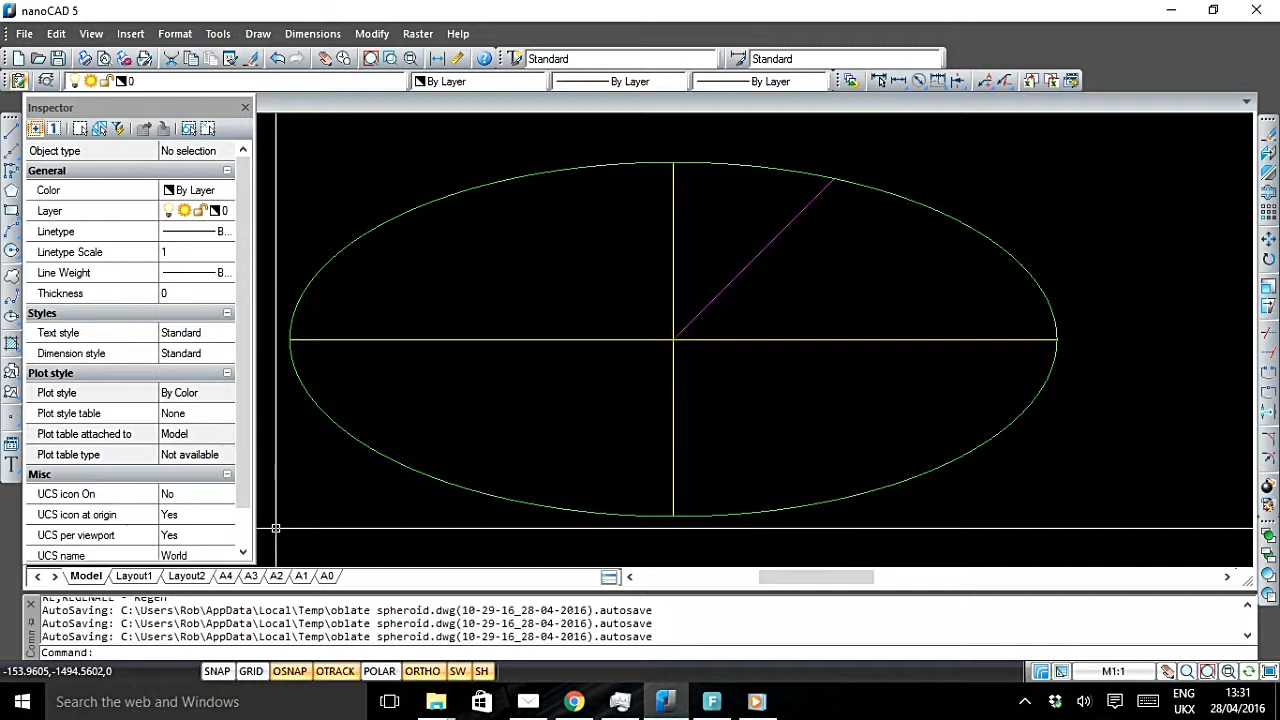 nanoCAD 5
File Edit View Insert Format Tools Draw Dimensions Modify Raster Help
Standard Standard
0 By Layer By Layer By Layer
Inspector
Object type No selection
General
Color By Layer
Layer 0
Linetype B...
Linetype Scale 1
Line Weight B...
Thickness 0
Styles
Text style Standard
Dimension style Standard
Plot style
Plot style By Color
Plot style table None
Plot table attached to Model
Plot table type Not available
Misc
UCS icon On No
UCS icon at origin Yes
UCS per viewport Yes
UCS name World
Model Layout1 Layout2 A4 A3 A2 A1 A0
RE,REGENALL - Regen
AutoSaving: C:\Users\Rob\AppData\Local\Temp\oblate spheroid.dwg(10-29-16_28-04-2016).autosave
AutoSaving: C:\Users\Rob\AppData\Local\Temp\oblate spheroid.dwg(10-29-16_28-04-2016).autosave
AutoSaving: C:\Users\Rob\AppData\Local\Temp\oblate spheroid.dwg(10-29-16_28-04-2016).autosave
Command:
Comm
-153.9605,-1494.5602,0 SNAP GRID OSNAP OTRACK POLAR ORTHO SW SH M1:1
Search the web and Windows F ENG 13:31
UKX 28/04/2016